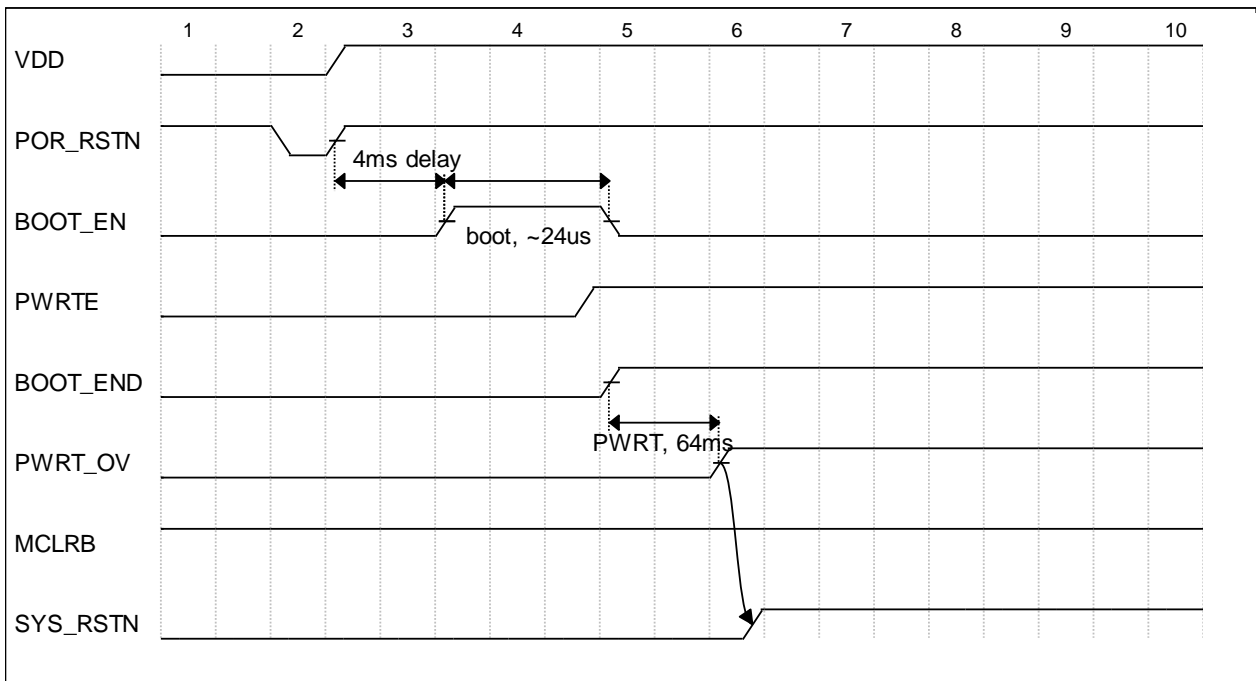 1 2 3 4 5 6 7 8 9 10
VDD
POR_RSTN
4ms delay
BOOT_EN
boot, ~24us
PWRTE
BOOT_END
PWRT, 64ms
PWRT_OV
MCLRB
SYS_RSTN